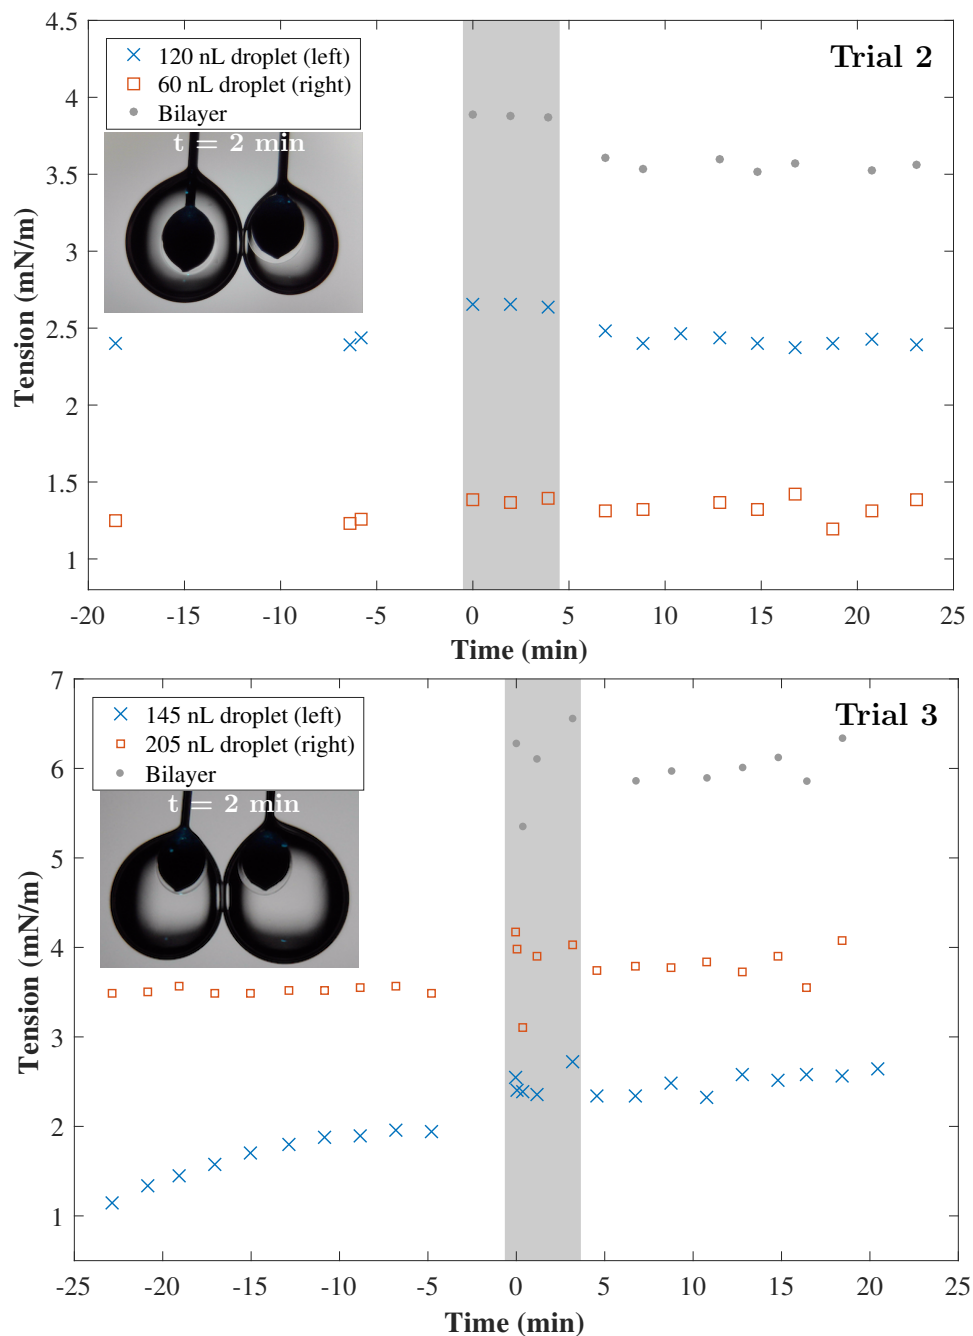 4.5
4
3.5
3
2.5
2
1.5
1
Tension (mN/m)
120 nL droplet (left)
60 nL droplet (right)
Bilayer
t = 2 min
Trial 2
-20 -15 -10 -5 0 5 10 15 20 25
Time (min)
7
6
5
4
3
2
1
Tension (mN/m)
145 nL droplet (left)
205 nL droplet (right)
Bilayer
t = 2 min
Trial 3
-25 -20 -15 -10 -5 0 5 10 15 20 25
Time (min)